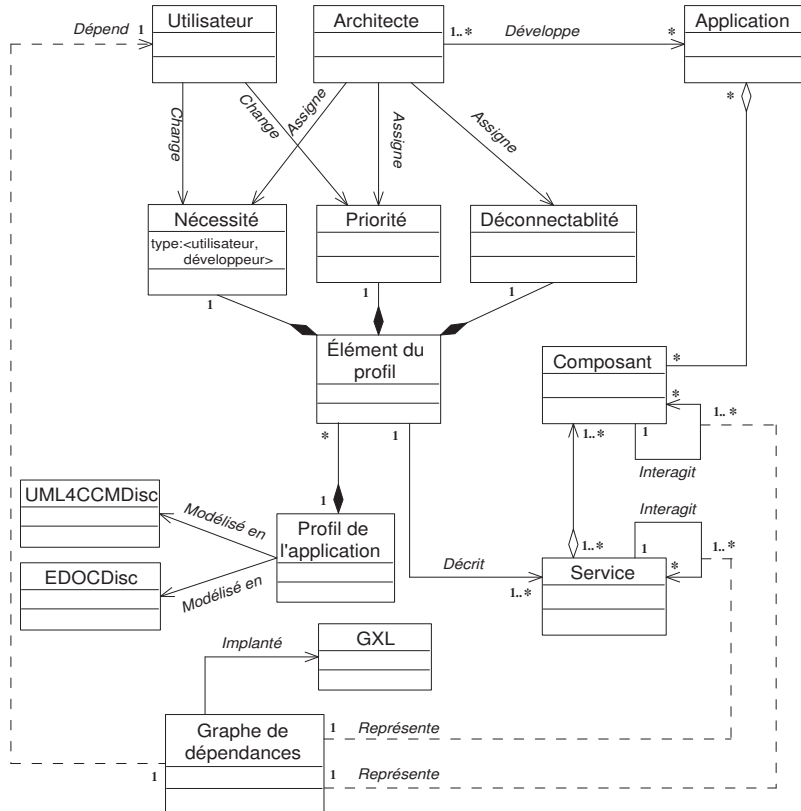 Dépend
1
Utilisateur
Architecte
1..*
Développe
*
Application
*
Change
Change
Assigne
Assigne
Assigne
Nécessité
type:<utilisateur,
développeur>
Priorité
Déconnectablité
1
1
1
Élément du
profil
Composant
*
*
1..*
*
1
1..*
1
Interagit
UML4CCMDisc
Modélisé en
1
Profil de
l'application
Interagit
EDOCDisc
Modélisé en
Décrit
1..*
1..*
1
1..*
*
Service
Implanté
GXL
Graphe de
dépendances
1
Représente
1
1
Représente